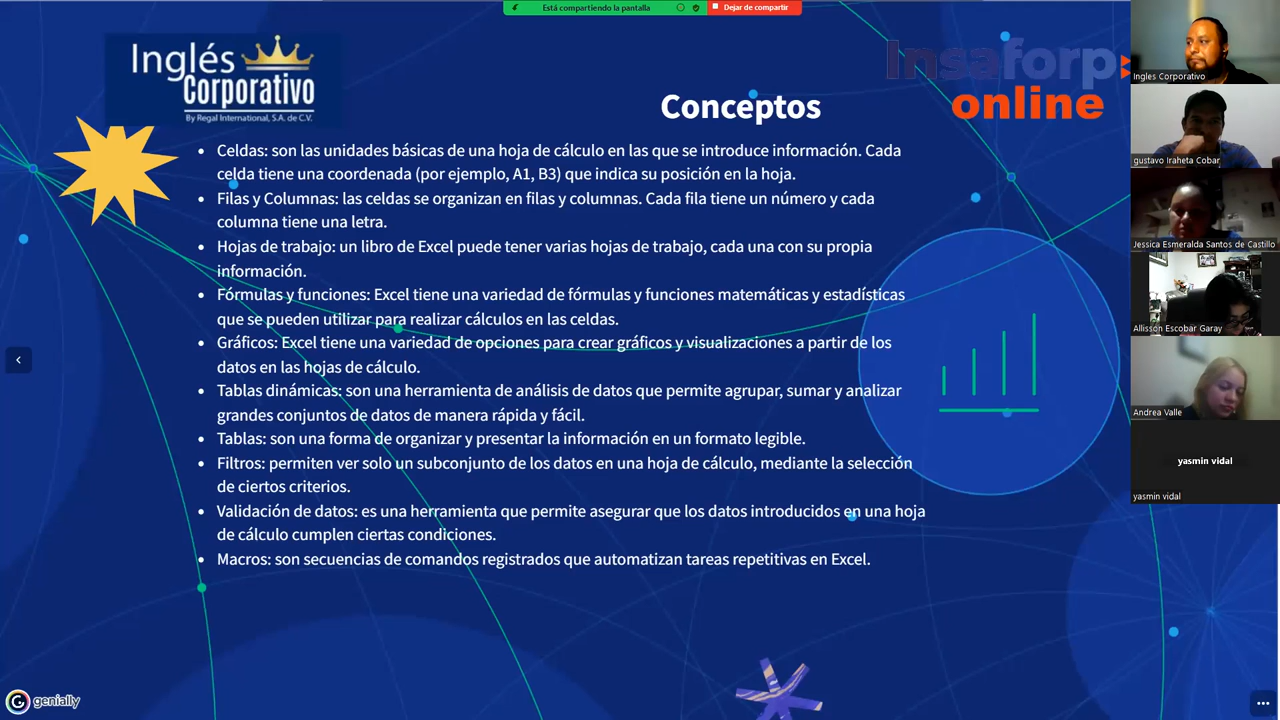 Está compartiendo la pantalla
Dejar de compartir
Inglés
Corporativo
By Regal International, S.A. de C.V.
Insaforp
online
Conceptos
• Celdas: son las unidades básicas de una hoja de cálculo en las que se introduce información. Cada
celda tiene una coordenada (por ejemplo, A1, B3) que indica su posición en la hoja.
• Filas y Columnas: las celdas se organizan en filas y columnas. Cada fila tiene un número y cada
columna tiene una letra.
• Hojas de trabajo: un libro de Excel puede tener varias hojas de trabajo, cada una con su propia
información.
• Fórmulas y funciones: Excel tiene una variedad de fórmulas y funciones matemáticas y estadísticas
que se pueden utilizar para realizar cálculos en las celdas.
• Gráficos: Excel tiene una variedad de opciones para crear gráficos y visualizaciones a partir de los
datos en las hojas de cálculo.
• Tablas dinámicas: son una herramienta de análisis de datos que permite agrupar, sumar y analizar
grandes conjuntos de datos de manera rápida y fácil.
• Tablas: son una forma de organizar y presentar la información en un formato legible.
• Filtros: permiten ver solo un subconjunto de los datos en una hoja de cálculo, mediante la selección
de ciertos criterios.
• Validación de datos: es una herramienta que permite asegurar que los datos introducidos en una hoja
de cálculo cumplen ciertas condiciones.
• Macros: son secuencias de comandos registrados que automatizan tareas repetitivas en Excel.
genially
Ingles Corporativo
gustavo Iraheta Cobar
Jessica Esmeralda Santos de Castillo
Allisson Escobar Garay
Andrea Valle
yasmin vidal
yasmin vidal